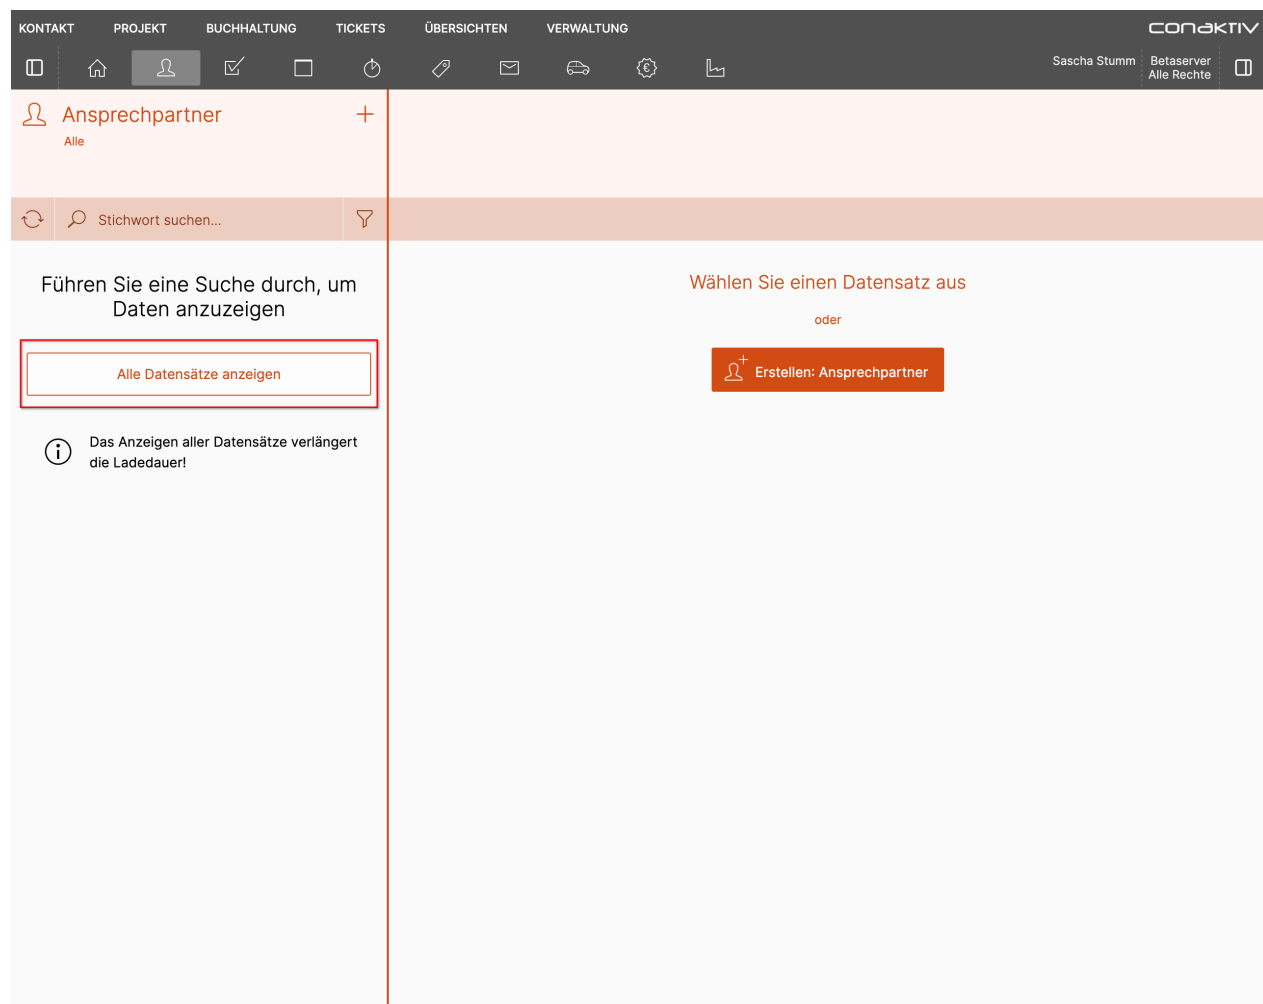 KONTAKT PROJEKT BUCHHALTUNG TICKETS ÜBERSICHTEN VERWALTUNG conaktiv
Sascha Stumm Betaserver
Alle Rechte
Ansprechpartner
Alle
Stichwort suchen...
Führen Sie eine Suche durch, um
Daten anzuzeigen
Alle Datensätze anzeigen
Das Anzeigen aller Datensätze verlängert
die Ladedauer!
Wählen Sie einen Datensatz aus
oder
Erstellen: Ansprechpartner